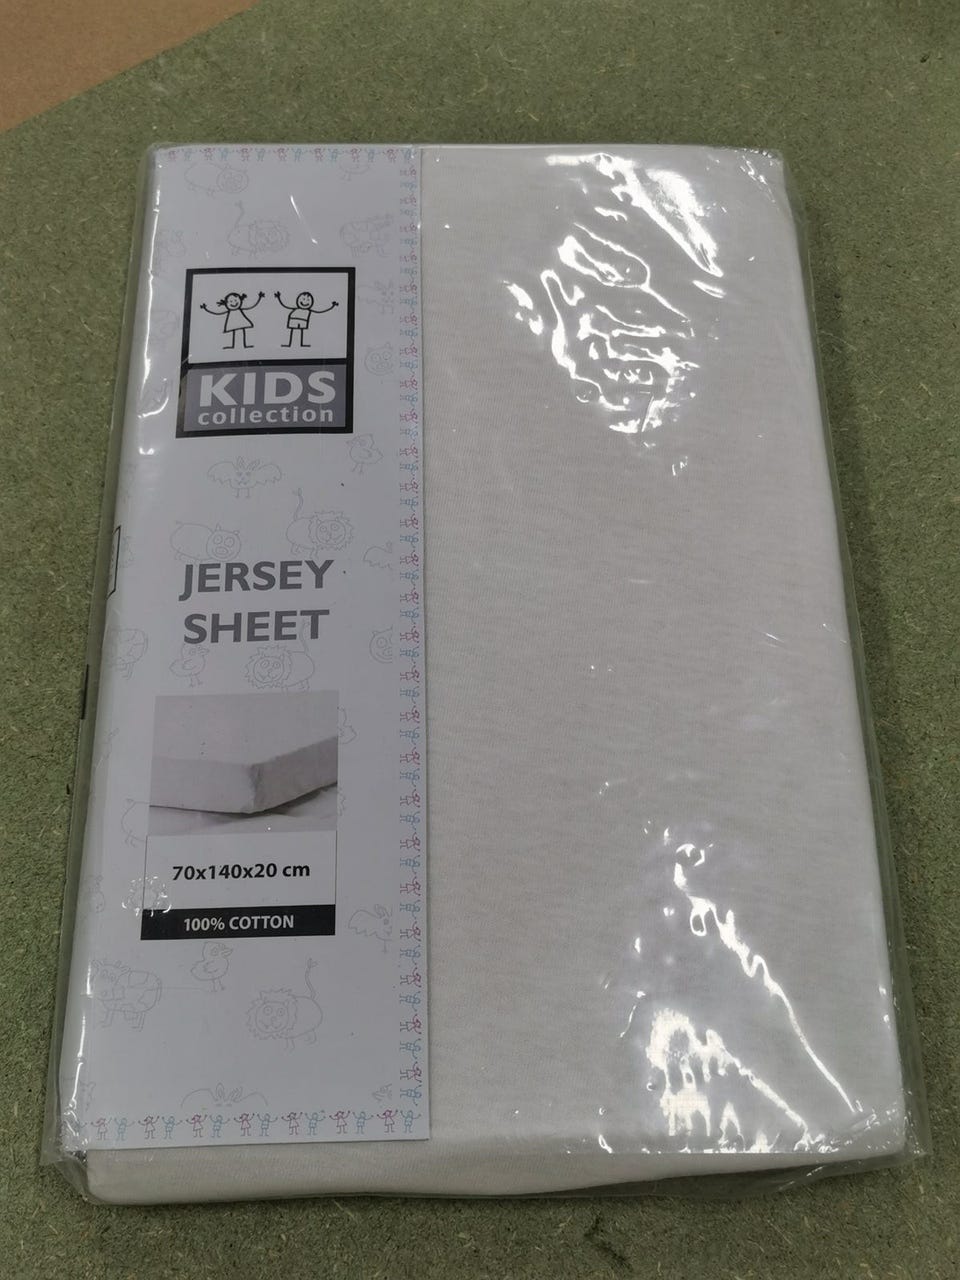 KIDS
collection
JERSEY
SHEET
70x140x20 cm
100% COTTON